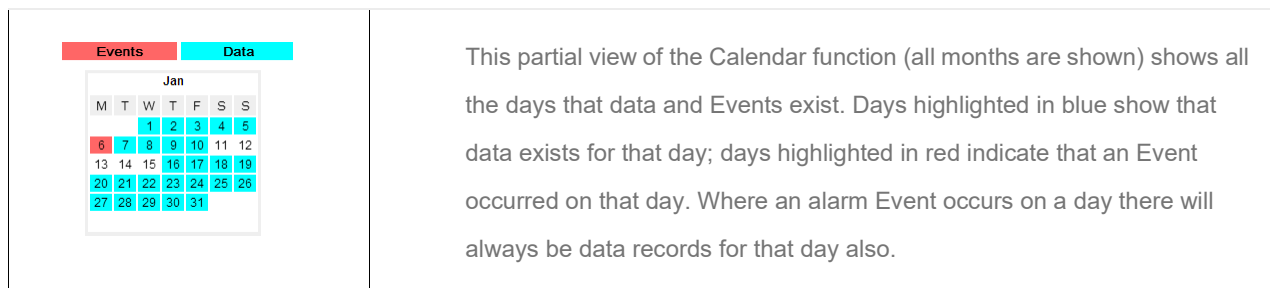 Events Data
Jan
M T W T F S S
1 2 3 4 5
6 7 8 9 10 11 12
13 14 15 16 17 18 19
20 21 22 23 24 25 26
27 28 29 30 31
This partial view of the Calendar function (all months are shown) shows all
the days that data and Events exist. Days highlighted in blue show that
data exists for that day; days highlighted in red indicate that an Event
occurred on that day. Where an alarm Event occurs on a day there will
always be data records for that day also.